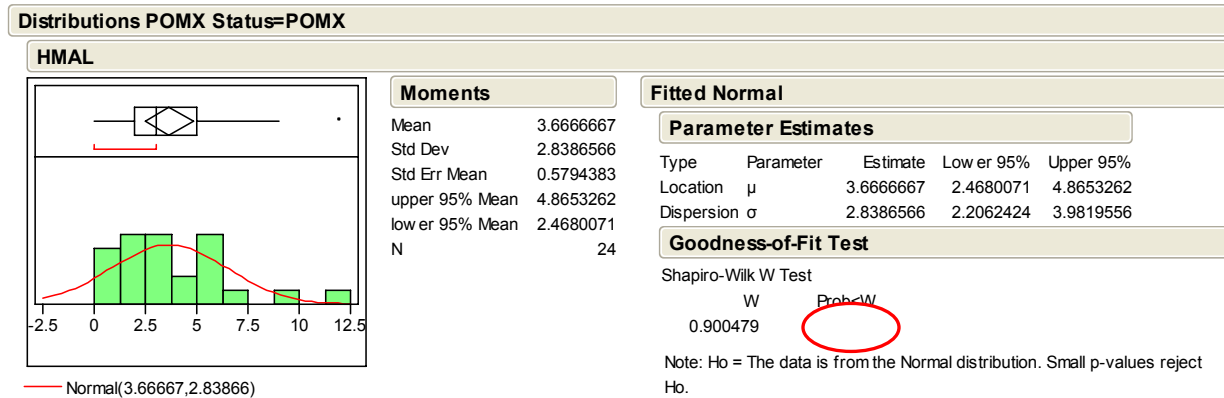 Distributions POMX Status=POMX
HMAL
-2.5 0 2.5 5 7.5 10 12.5
Normal(3.66667,2.83866)
Moments
Mean 3.6666667
Std Dev 2.8386566
Std Err Mean 0.5794383
upper 95% Mean 4.8653262
lower 95% Mean 2.4680071
N 24
Fitted Normal
Parameter Estimates
Type Parameter Estimate Lower 95% Upper 95%
Location μ 3.6666667 2.4680071 4.8653262
Dispersion σ 2.8386566 2.2062424 3.9819556
Goodness-of-Fit Test
Shapiro-Wilk W Test
W Prob<W
0.900479
Note: Ho = The data is from the Normal distribution. Small p-values reject
Ho.